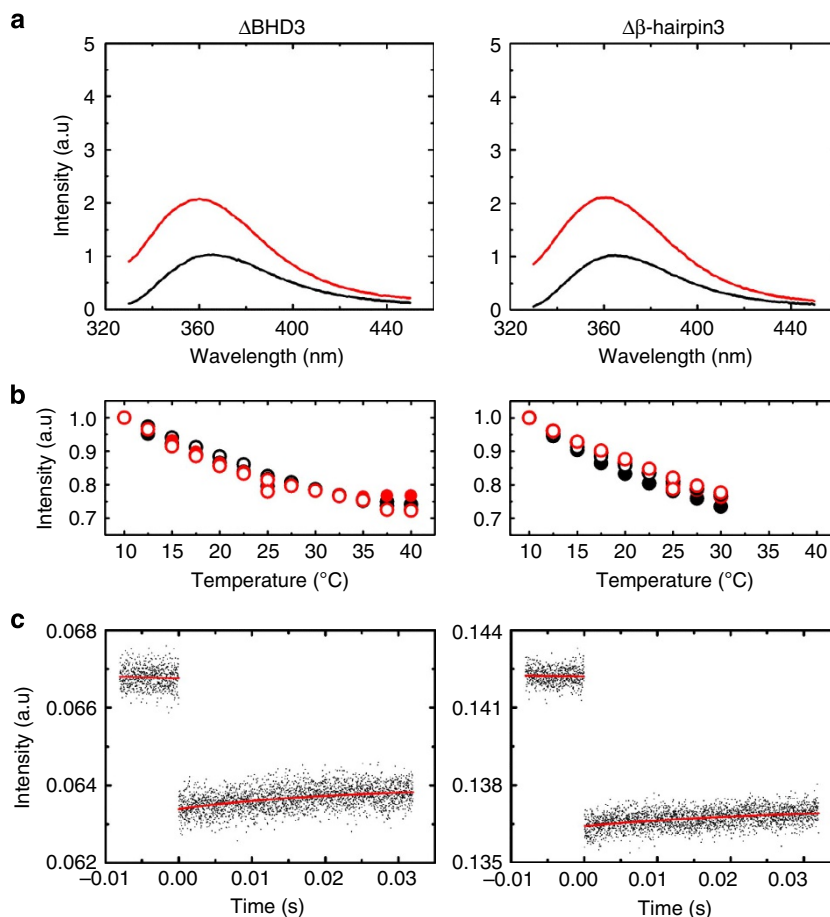 a
ΔBHD3
Δβ-hairpin3
Intensity (a.u)
5
4
3
2
1
0
320 360 400 440
Wavelength (nm)
5
4
3
2
1
0
320 360 400 440
Wavelength (nm)
b
Intensity (a.u)
1.0
0.9
0.8
0.7
10 15 20 25 30 35 40
Temperature (°C)
1.0
0.9
0.8
0.7
10 15 20 25 30 35 40
Temperature (°C)
c
Intensity (a.u)
0.068
0.066
0.064
0.062
−0.01 0.00 0.01 0.02 0.03
Time (s)
0.144
0.141
0.138
0.135
−0.01 0.00 0.01 0.02 0.03
Time (s)